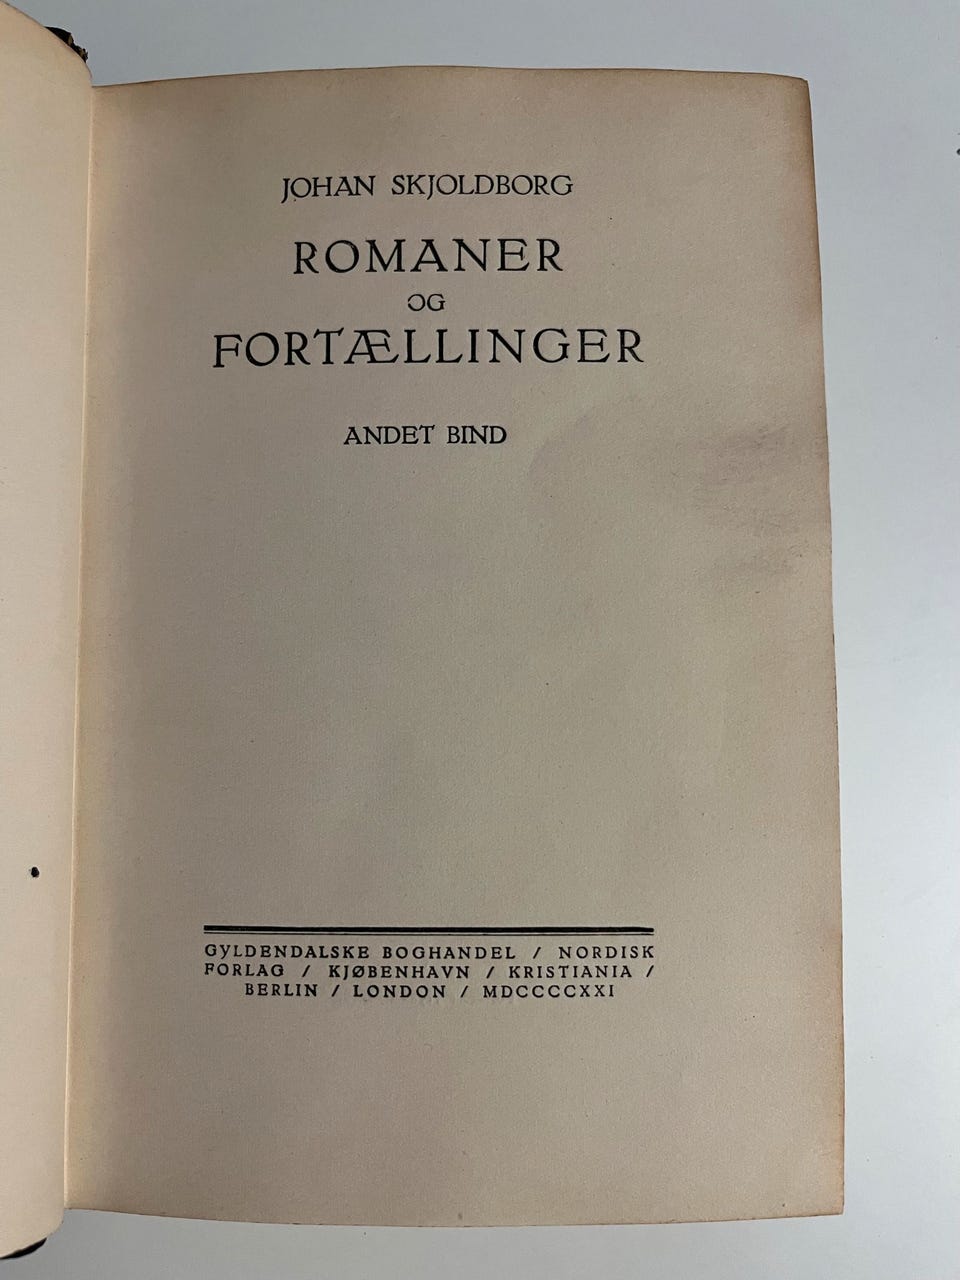 JOHAN SKJOLDBORG
ROMANER
OG
FORTÆLLINGER
ANDET BIND
GYLDENDALSKE BOGHANDEL / NORDISK
FORLAG / KJØBENHAVN / KRISTIANIA /
BERLIN / LONDON / MDCCCCXXI